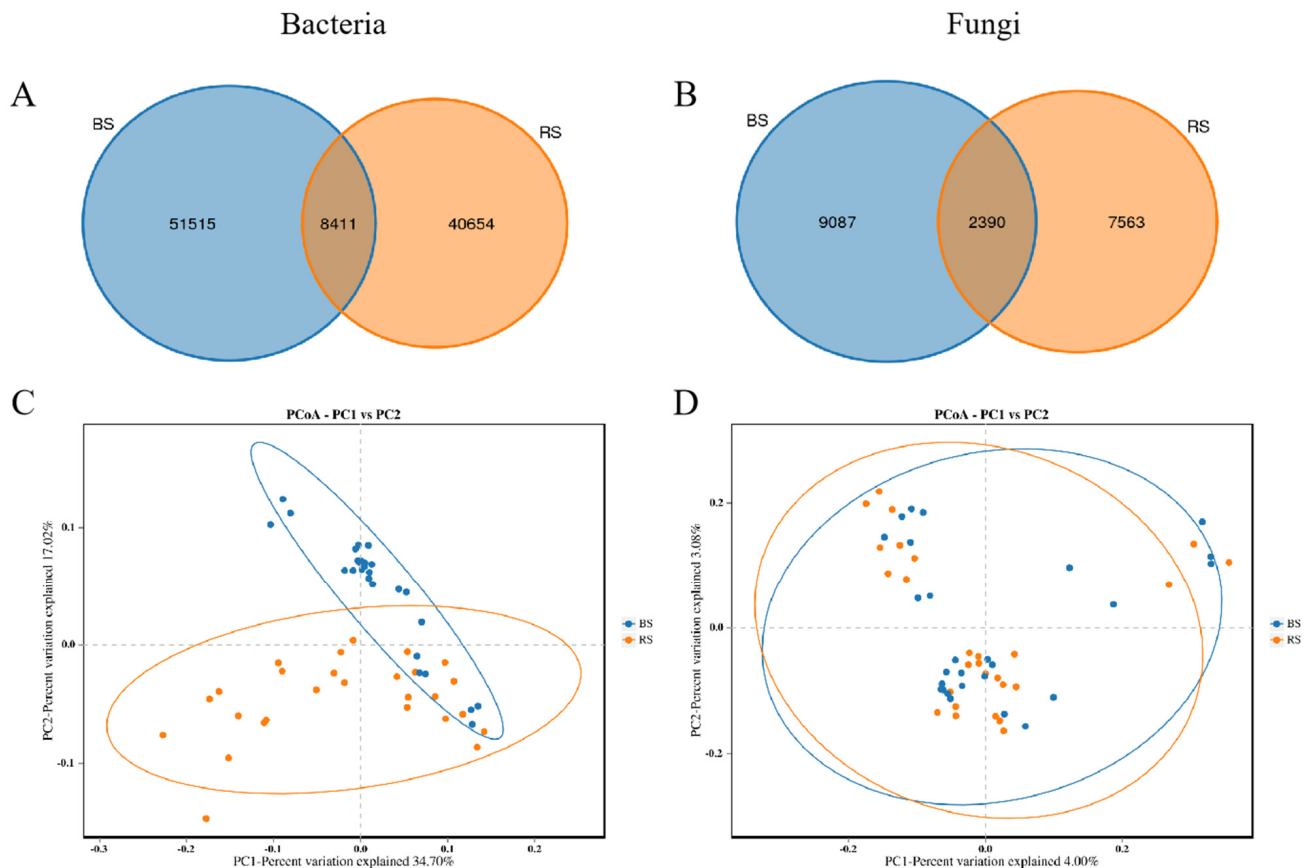 Bacteria
Fungi
A
BS
RS
51515
8411
40654
B
BS
RS
9087
2390
7563
C
PCoA - PC1 vs PC2
PC2-Percent variation explained 17.02%
0.1
0.0
-0.1
-0.3
-0.2
-0.1
0.0
0.1
0.2
PC1-Percent variation explained 34.70%
BS
RS
D
PCoA - PC1 vs PC2
PC2-Percent variation explained 3.08%
0.2
0.0
-0.2
-0.2
0.0
0.2
PC1-Percent variation explained 4.00%
BS
RS